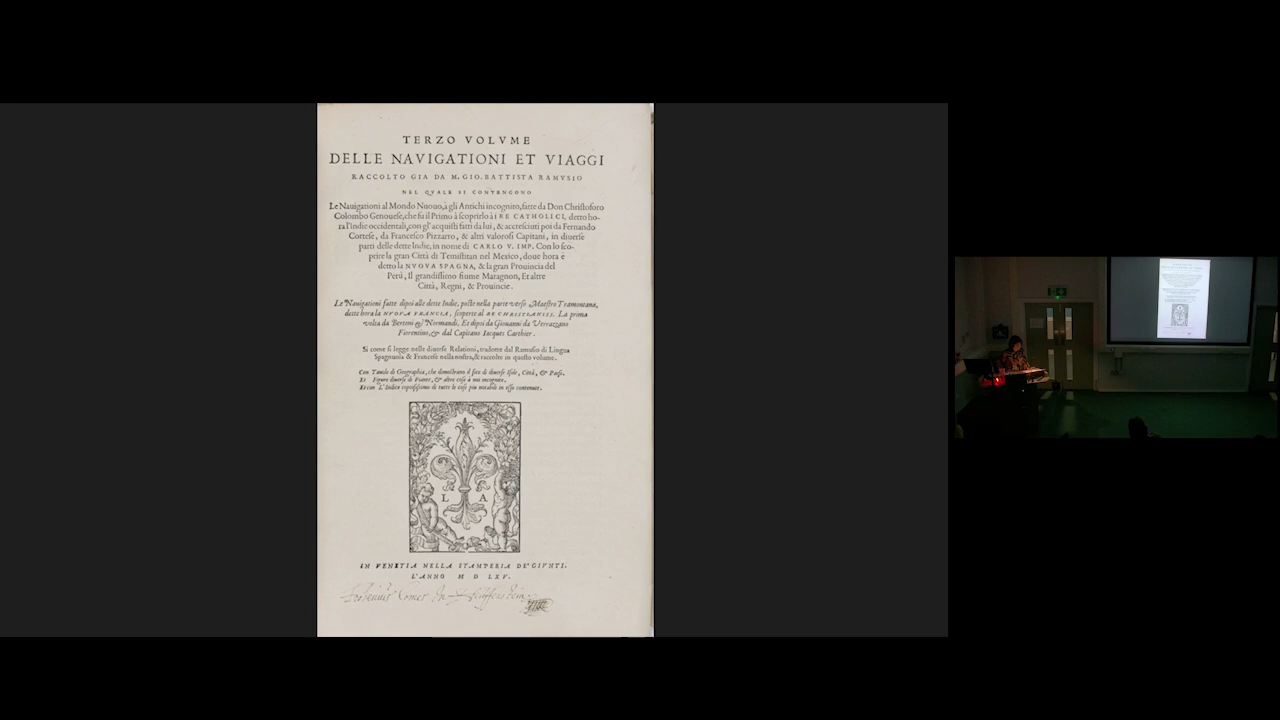 TERZO VOLVME
DELLE NAVIGATIONI ET VIAGGI
RACCOLTO GIA DA M. GIO. BATTISTA RAMVSIO
NEL QVALE SI CONTENGONO
Le Nauigationi al Mondo Nuouo, à gli Antichi incognito, fatte da Don Christoforo
Colombo Genouese, che fu il Primo à scoprirlo à i RE CATHOLICI, detto ho-
ra l'Indie occidentali, con gl'acquisti fatti da lui, & accresciuti poi da Fernando
Cortese, da Francesco Pizzarro, & altri valorosi Capitani, in diuerse
parti delle dette Indie, in nome di CARLO V. IMP. Con lo sco-
prire la gran Città di Temistitan nel Mexico, doue hora è
detto la NVOVA SPAGNA, & la gran Prouincia del
Perù, Il grandissimo fiume Maragnon, Et altre
Città, Regni, & Prouincie.
Le Nauigationi fatte dipoi alle dette Indie, poste nella parte verso Maestro Tramontana,
dette hora la NVOVA FRANCIA, scoperte al RE CHRISTIANISS. La prima
volta da Bertoni & Normandi, Et dipoi da Giouanni da Verrazzano
Fiorentino, & dal Capitano Iacques Carthier.
Si come si legge nelle diuerse Relationi, tradotte dal Ramusio di Lingua
Spagnuola & Francese nella nostra, & raccolte in questo volume.
Con Tauole di Geographia, che dimostrano il sito di diuerse Isole, Città, & Paesi.
Et Figure diuerse di Piante, & altre cose à noi incognite.
Et con L'Indice copiosissimo di tutte le cose piu notabili in esso contenute.
L A
IN VENETIA NELLA STAMPERIA DE' GIVNTI.
L'ANNO M D LXV.